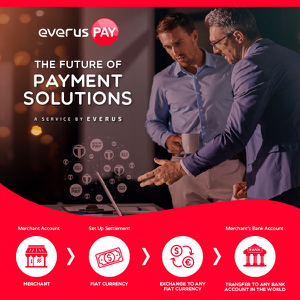 everus PAY
THE FUTURE OF
PAYMENT
SOLUTIONS
A SERVICE BY EVERUS
Merchant Account
Set Up Settlement
Merchant's Bank Account
BANK
MERCHANT
FIAT CURRENCY
EXCHANGE TO ANY
FIAT CURRENCY
TRANSFER TO ANY BANK
ACCOUNT IN THE WORLD